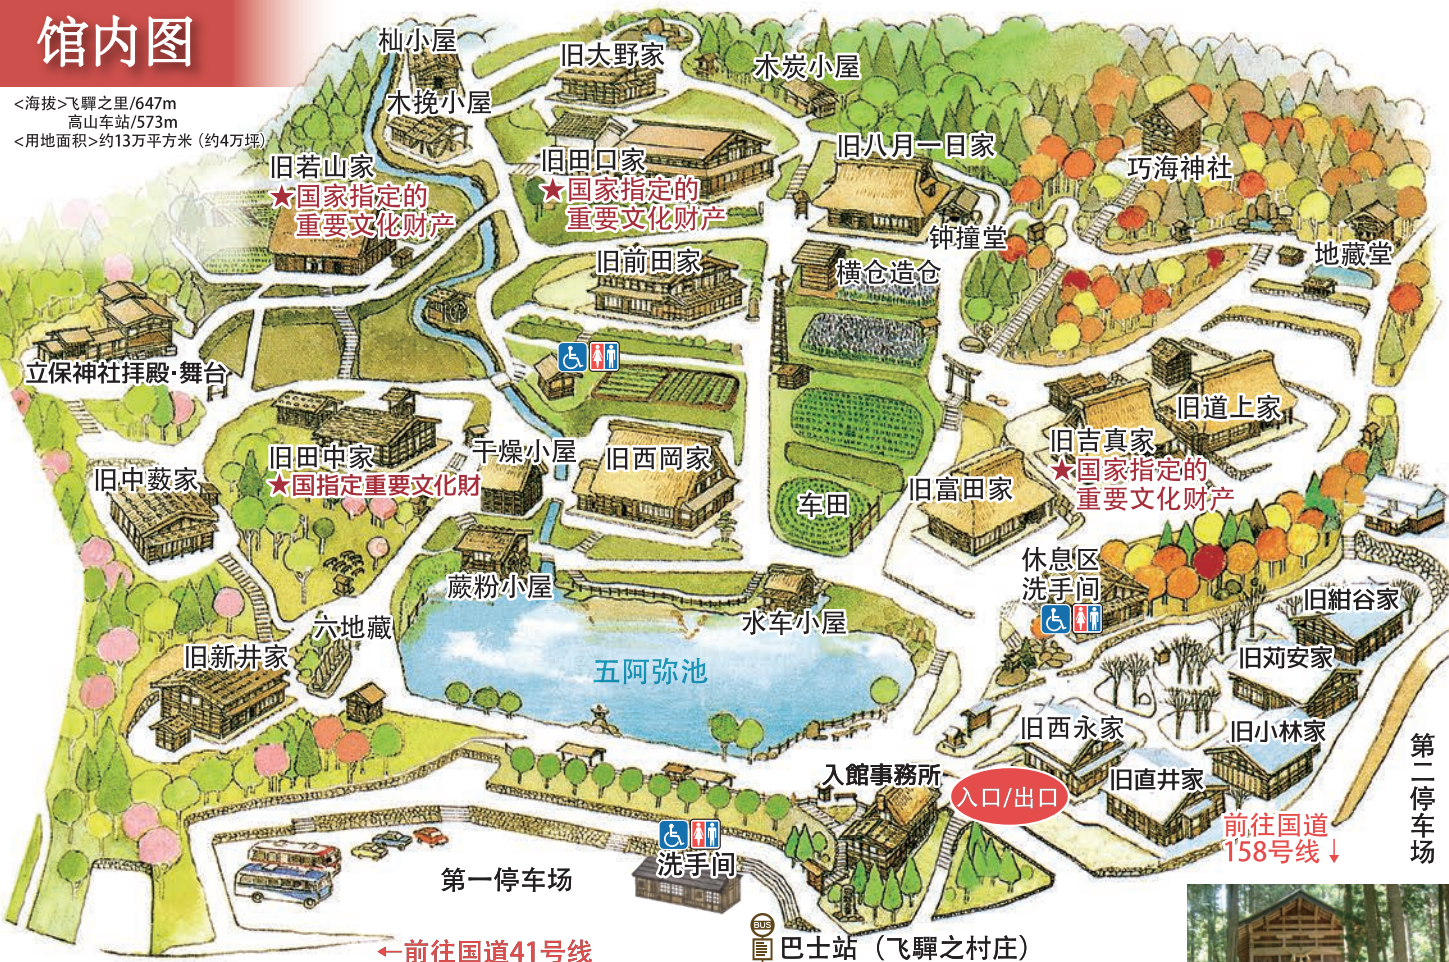 馆内图
<海拔>飞驒之里/647m
高山车站/573m
<用地面积>约13万平方米（约4万坪）
杣小屋
木挽小屋
旧大野家
木炭小屋
旧若山家
★国家指定的
重要文化财产
旧田口家
★国家指定的
重要文化财产
旧八月一日家
巧海神社
钟撞堂
地藏堂
旧前田家
横仓造仓
立保神社拝殿·舞台
旧田中家
★国指定重要文化財
旧中薮家
干燥小屋
旧西岡家
车田
旧富田家
旧吉真家
★国家指定的
重要文化财产
旧道上家
休息区
洗手间
蕨粉小屋
水车小屋
六地藏
旧新井家
五阿弥池
旧紺谷家
旧苅安家
旧小林家
旧西永家
旧直井家
入館事務所
入口/出口
前往国道
158号线↓
第二停车场
洗手间
第一停车场
←前往国道41号线
BUS
巴士站（飞驒之村庄）